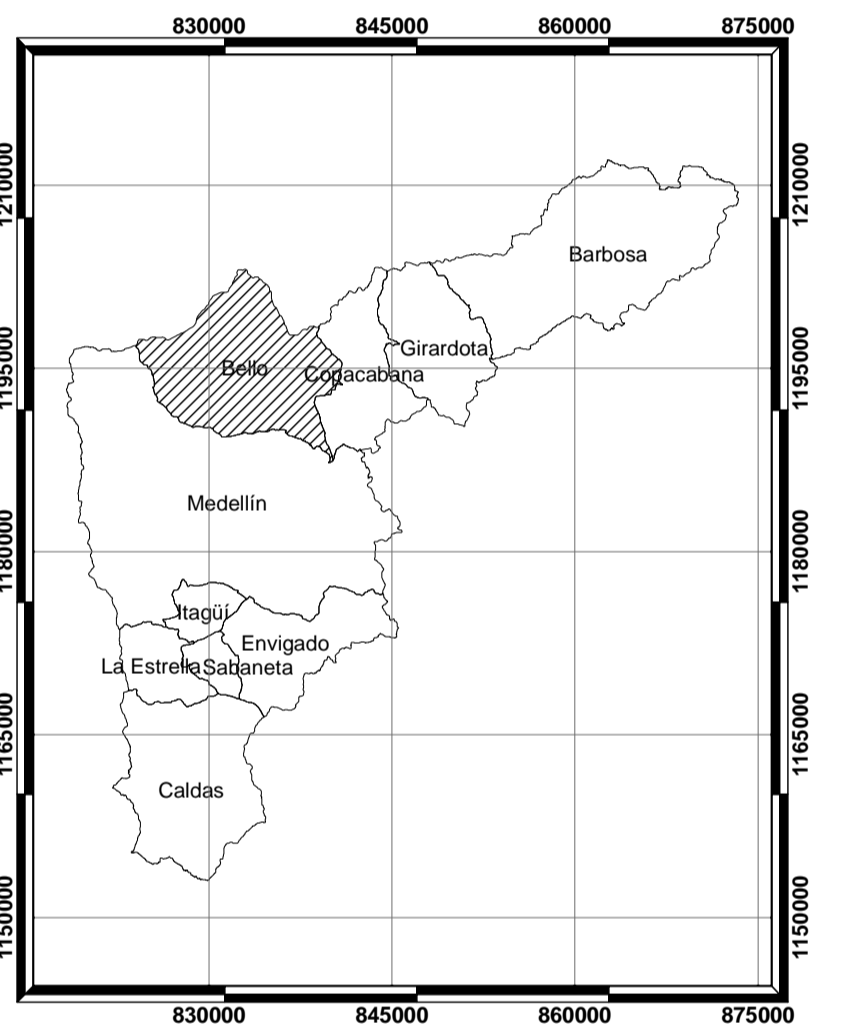 830000 845000 860000 875000
1210000
1210000
Barbosa
Girardota
1195000
Bello
1195000
Copacabana
Medellín
1180000
1180000
Itagüí
Envigado
La Estrella
Sabaneta
1165000
1165000
Caldas
1150000
1150000
830000 845000 860000 875000